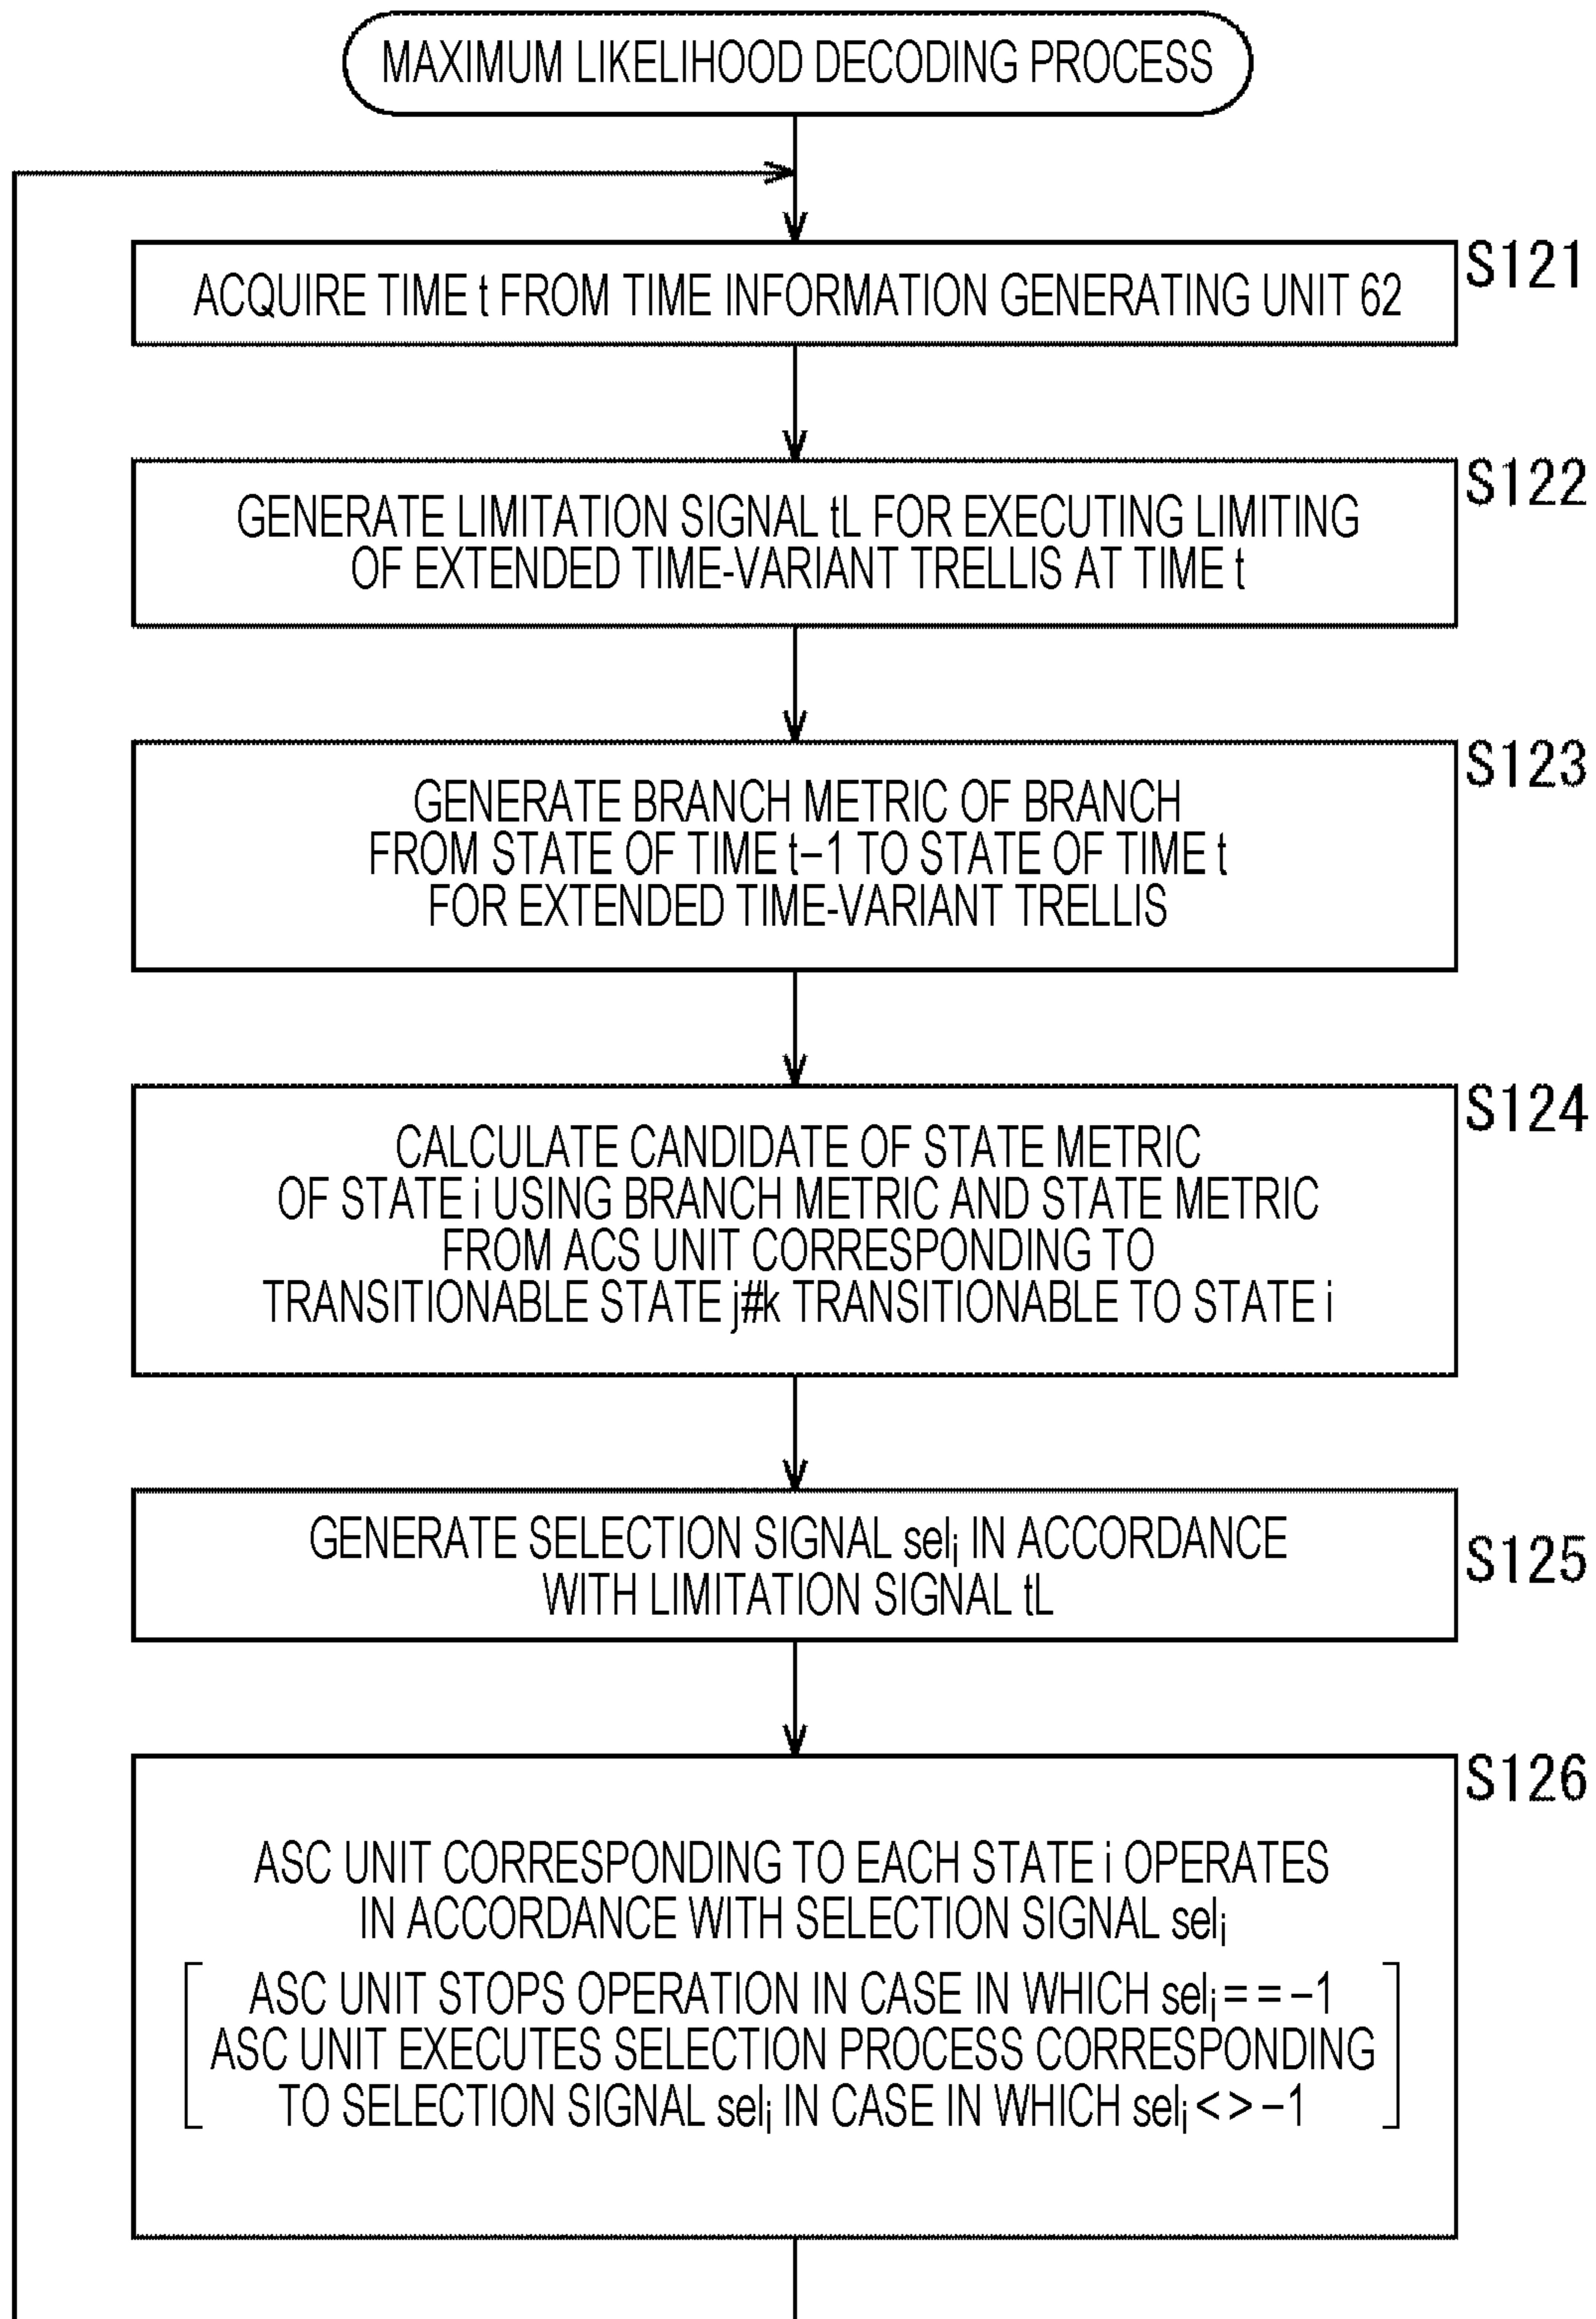 MAXIMUM LIKELIHOOD DECODING PROCESS
S121
ACQUIRE TIME t FROM TIME INFORMATION GENERATING UNIT 62
S122
GENERATE LIMITATION SIGNAL tL FOR EXECUTING LIMITING
OF EXTENDED TIME-VARIANT TRELLIS AT TIME t
S123
GENERATE BRANCH METRIC OF BRANCH
FROM STATE OF TIME t–1 TO STATE OF TIME t
FOR EXTENDED TIME-VARIANT TRELLIS
S124
CALCULATE CANDIDATE OF STATE METRIC
OF STATE i USING BRANCH METRIC AND STATE METRIC
FROM ACS UNIT CORRESPONDING TO
TRANSITIONABLE STATE j#k TRANSITIONABLE TO STATE i
S125
GENERATE SELECTION SIGNAL seli IN ACCORDANCE
WITH LIMITATION SIGNAL tL
S126
ASC UNIT CORRESPONDING TO EACH STATE i OPERATES
IN ACCORDANCE WITH SELECTION SIGNAL seli
ASC UNIT STOPS OPERATION IN CASE IN WHICH seli = = –1
ASC UNIT EXECUTES SELECTION PROCESS CORRESPONDING
TO SELECTION SIGNAL seli IN CASE IN WHICH seli < > –1